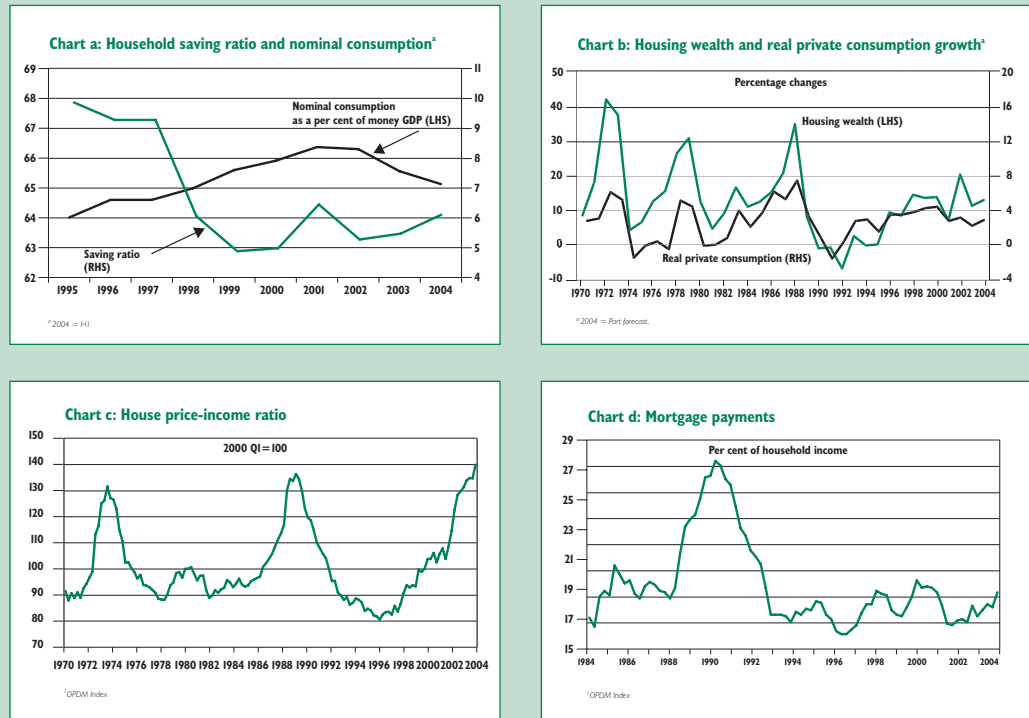 Chart a: Household saving ratio and nominal consumptionᵃ
69
68
67
66
65
64
63
62
11
10
9
8
7
6
5
4
Nominal consumption
as a per cent of money GDP (LHS)
Saving ratio
(RHS)
1995 1996 1997 1998 1999 2000 2001 2002 2003 2004
ᵃ 2004 = H1
Chart b: Housing wealth and real private consumption growthᵃ
50
40
30
20
10
0
-10
20
16
12
8
4
0
-4
Percentage changes
Housing wealth (LHS)
Real private consumption (RHS)
1970 1972 1974 1976 1978 1980 1982 1984 1986 1988 1990 1992 1994 1996 1998 2000 2002 2004
ᵃ 2004 = Part forecast.
Chart c: House price-income ratio
150
140
130
120
110
100
90
80
70
2000 Q1=100
1970 1972 1974 1976 1978 1980 1982 1984 1986 1988 1990 1992 1994 1996 1998 2000 2002 2004
¹OPDM Index
Chart d: Mortgage payments
29
27
25
23
21
19
17
15
Per cent of household income
1984 1986 1988 1990 1992 1994 1996 1998 2000 2002 2004
¹OPDM Index